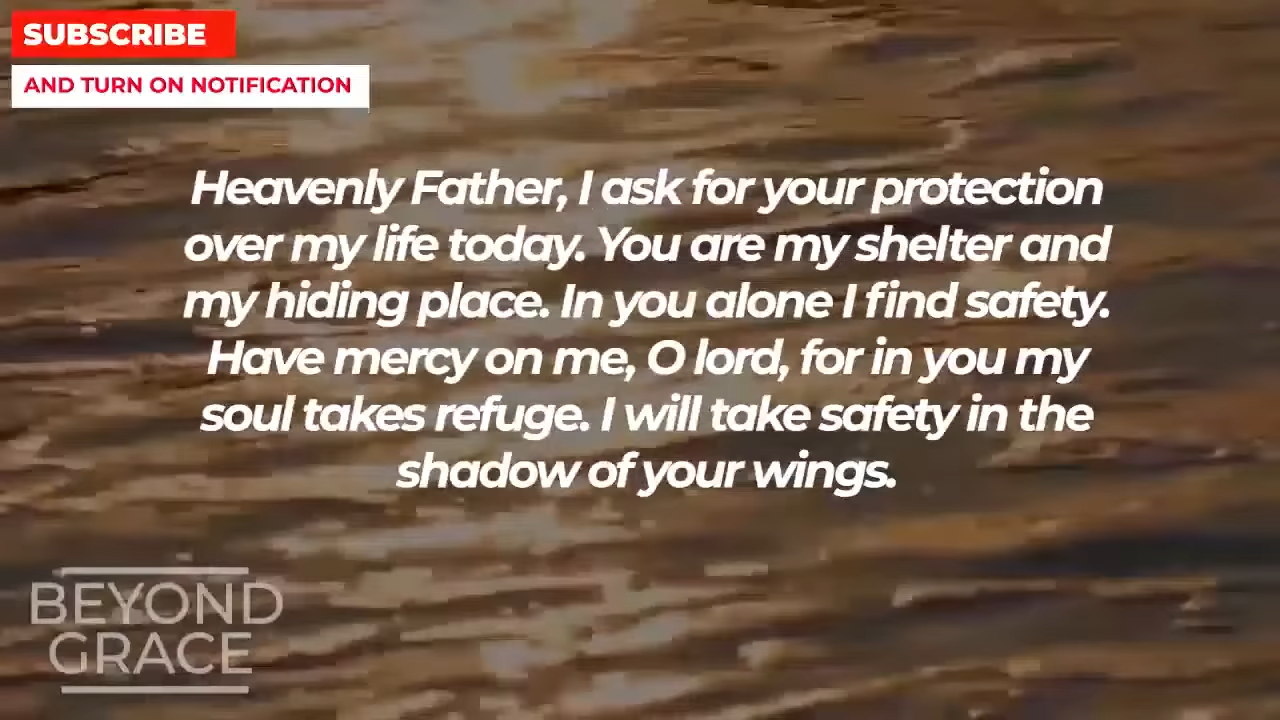 SUBSCRIBE
AND TURN ON NOTIFICATION
Heavenly Father, I ask for your protection
over my life today. You are my shelter and
my hiding place. In you alone I find safety.
Have mercy on me, O lord, for in you my
soul takes refuge. I will take safety in the
shadow of your wings.
BEYOND
GRACE